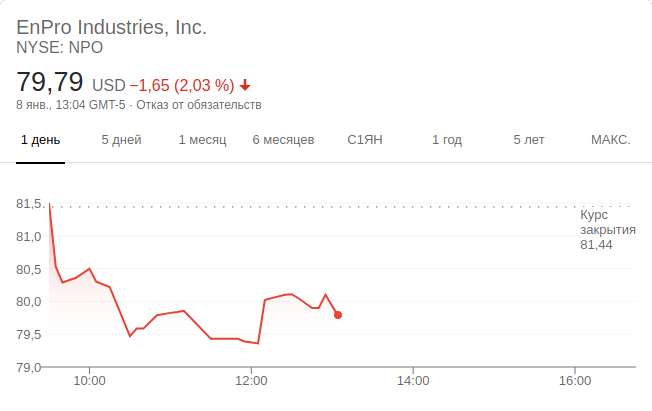 EnPro Industries, Inc.
NYSE: NPO
79,79 USD −1,65 (2,03 %)
8 янв., 13:04 GMT-5 · Отказ от обязательств
1 день 5 дней 1 месяц 6 месяцев С1ЯН 1 год 5 лет МАКС.
81,5
Курс
закрытия
81,44
81,0
80,5
80,0
79,5
79,0
10:00 12:00 14:00 16:00